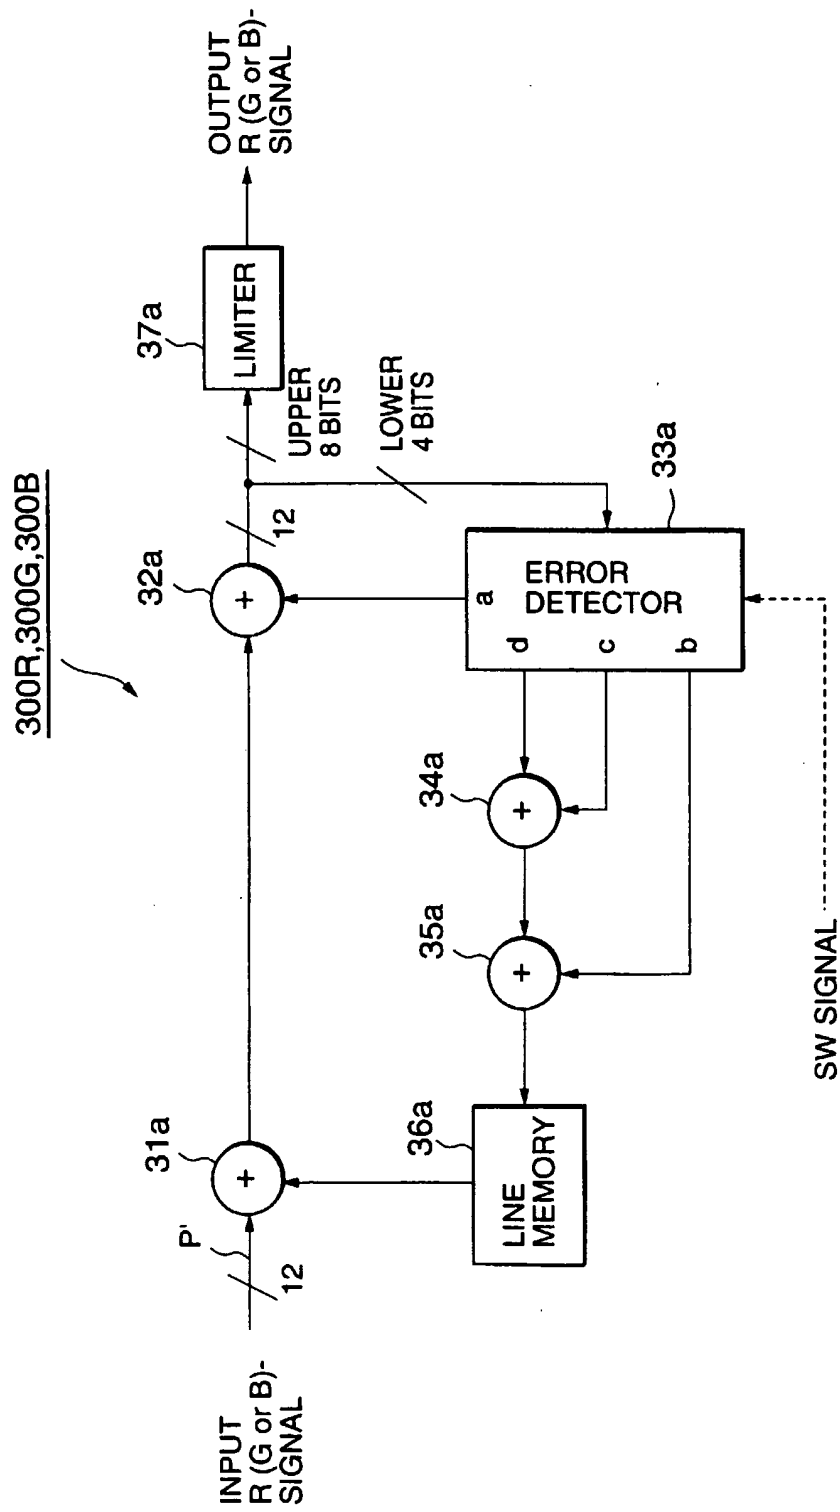 300R,300G,300B
INPUT
R (G or B)-
SIGNAL
P'
12
31a
+
32a
+
12
UPPER
8 BITS
37a
LIMITER
OUTPUT
R (G or B)-
SIGNAL
LOWER
4 BITS
36a
LINE
MEMORY
35a
+
34a
+
33a
ERROR
DETECTOR
a
d
c
b
SW SIGNAL